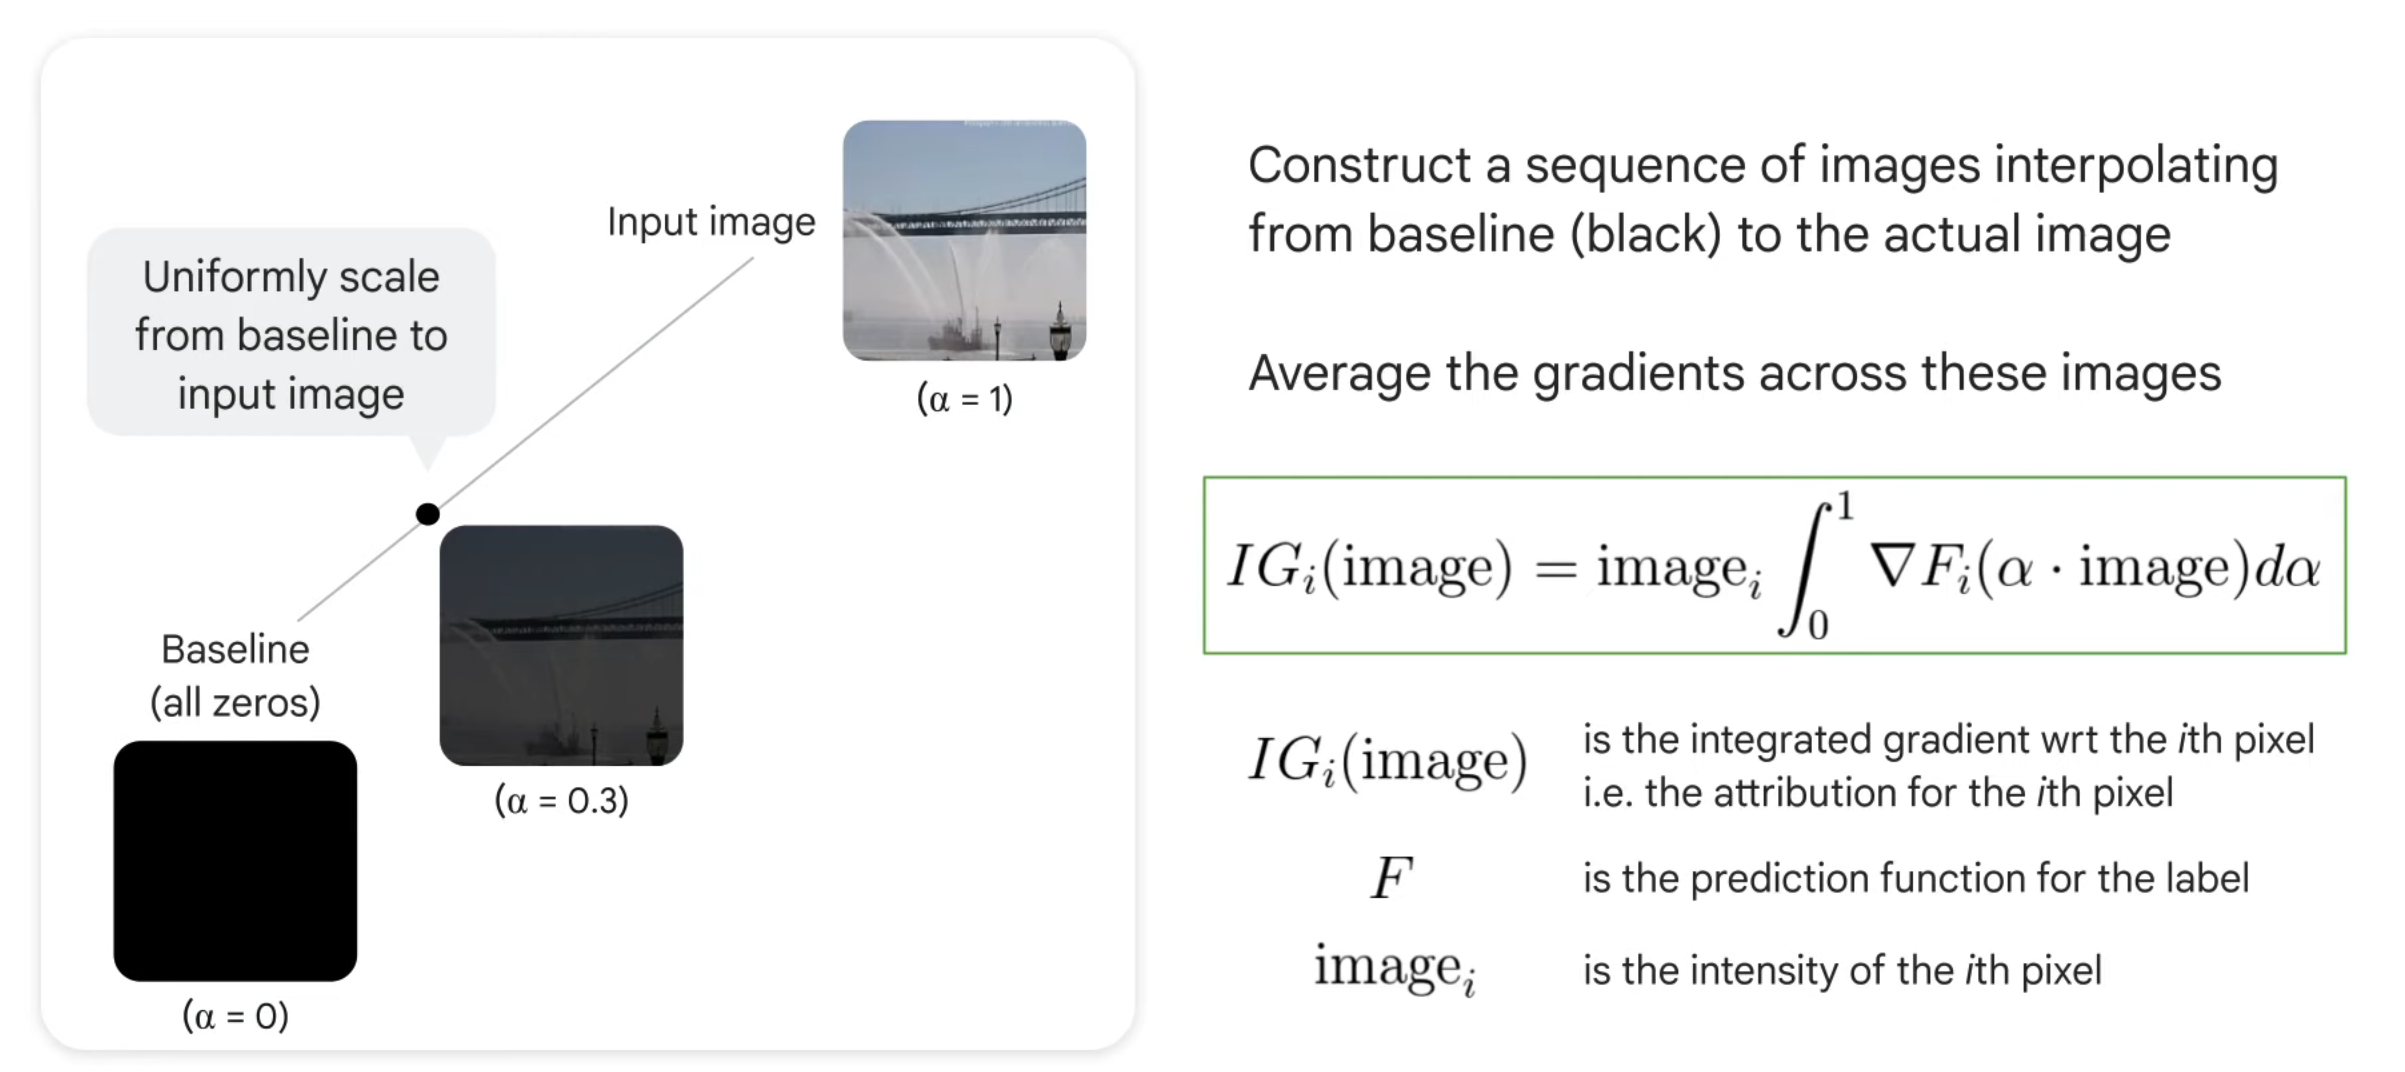 Input image
Uniformly scale
from baseline to
input image
(α = 1)
Baseline
(all zeros)
(α = 0.3)
(α = 0)
Construct a sequence of images interpolating
from baseline (black) to the actual image
Average the gradients across these images
IG_i(image) = image_i ∫_0^1 ∇F_i(α · image)dα
IG_i(image) is the integrated gradient wrt the ith pixel
i.e. the attribution for the ith pixel
F is the prediction function for the label
image_i is the intensity of the ith pixel